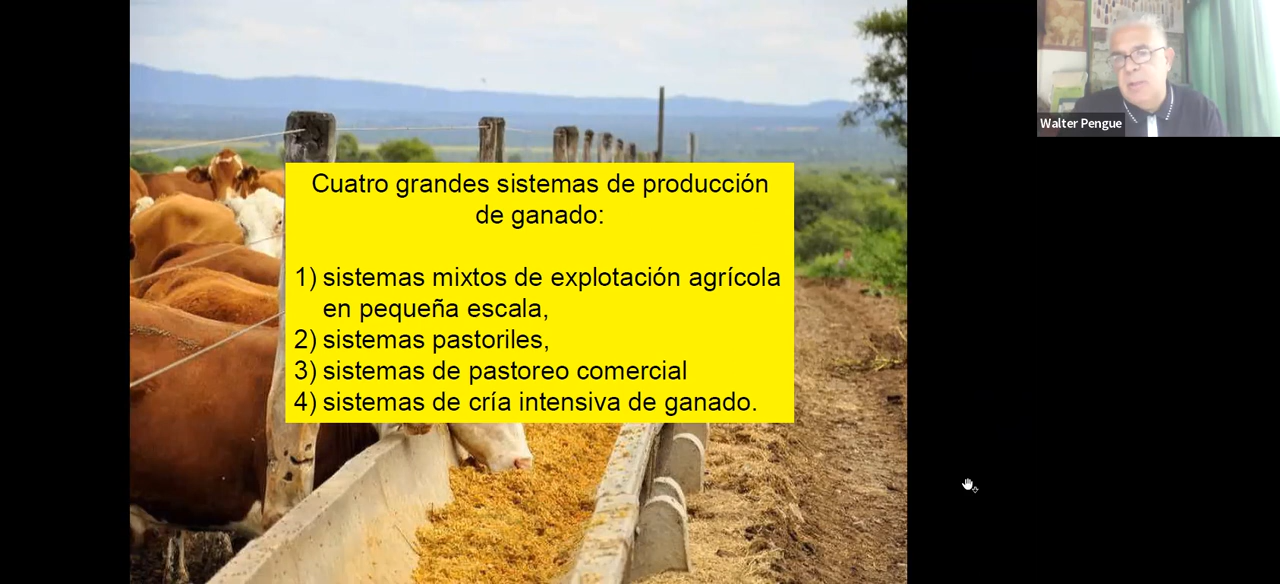 Walter Pengue
Cuatro grandes sistemas de producción
de ganado:
1) sistemas mixtos de explotación agrícola
en pequeña escala,
2) sistemas pastoriles,
3) sistemas de pastoreo comercial
4) sistemas de cría intensiva de ganado.